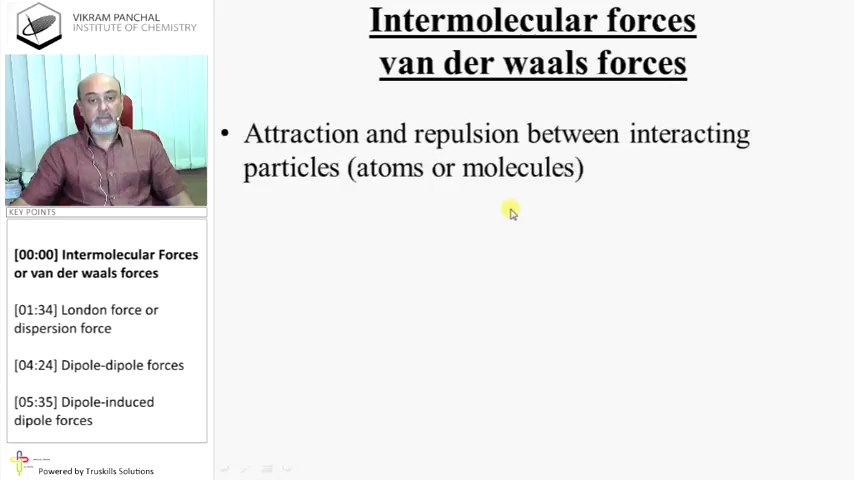 VIKRAM PANCHAL
INSTITUTE OF CHEMISTRY
Intermolecular forces
van der waals forces
• Attraction and repulsion between interacting
particles (atoms or molecules)
KEY POINTS
[00:00] Intermolecular Forces
or van der waals forces
[01:34] London force or
dispersion force
[04:24] Dipole-dipole forces
[05:35] Dipole-induced
dipole forces
Powered by Truskills Solutions